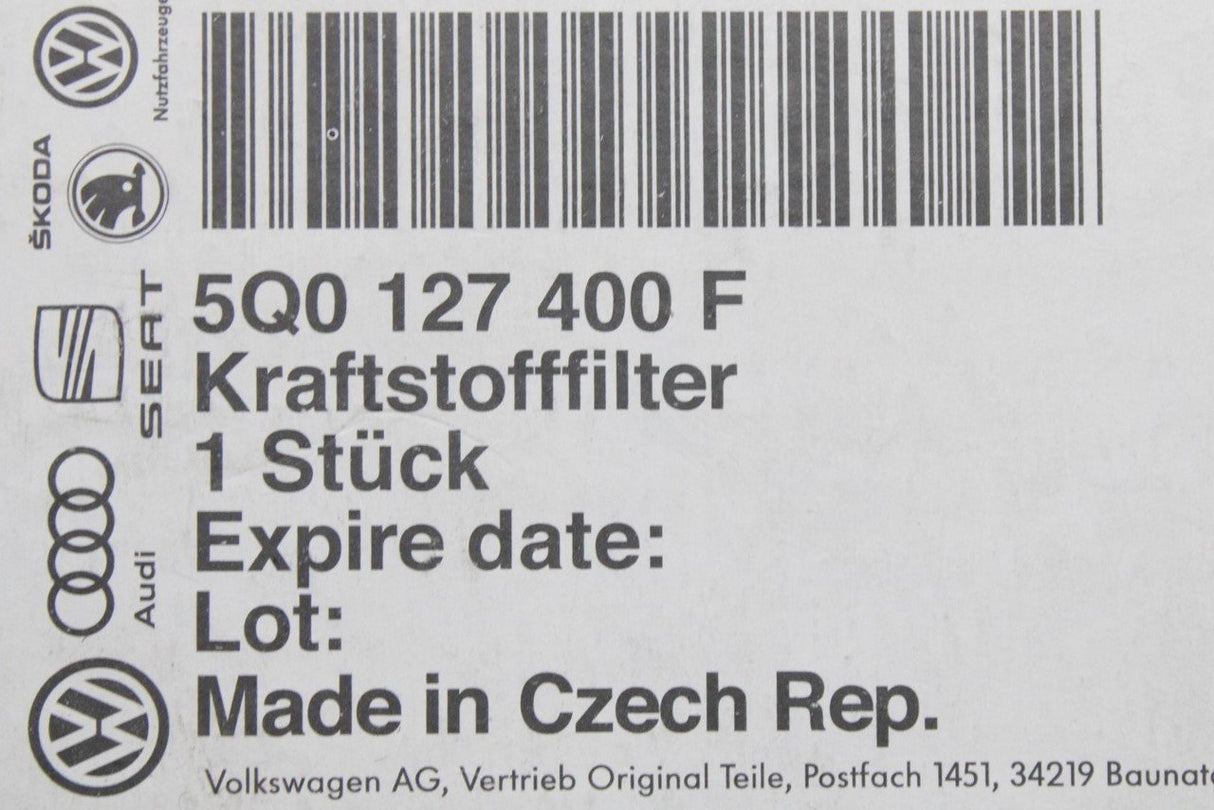 5Q0 127 400 F
Kraftstofffilter
1 Stück
Expire date:
Lot:
Made in Czech Rep.
Volkswagen AG, Vertrieb Original Teile, Postfach 1451, 34219
Nutzfahrzeuge
ŠKODA
SEAT
Audi